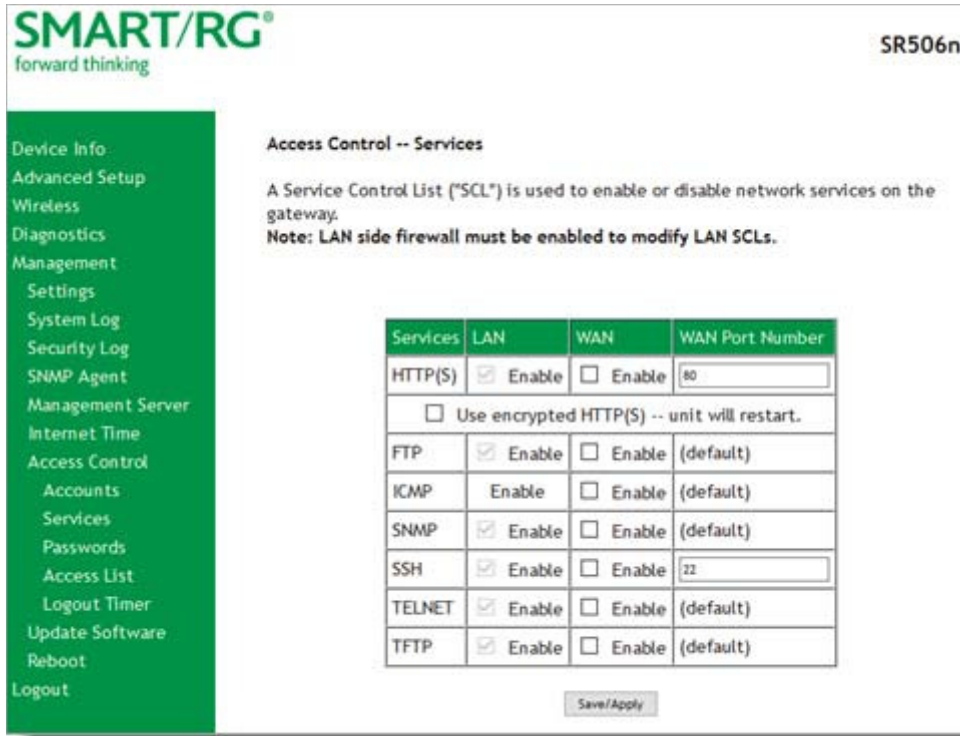 SMART/RG®
forward thinking
SR506n
Device Info
Advanced Setup
Wireless
Diagnostics
Management
Settings
System Log
Security Log
SNMP Agent
Management Server
Internet Time
Access Control
Accounts
Services
Passwords
Access List
Logout Timer
Update Software
Reboot
Logout
Access Control -- Services
A Service Control List ("SCL") is used to enable or disable network services on the
gateway.
Note: LAN side firewall must be enabled to modify LAN SCLs.
Services LAN WAN WAN Port Number
HTTP(S) Enable Enable 80
Use encrypted HTTP(S) -- unit will restart.
FTP Enable Enable (default)
ICMP Enable Enable (default)
SNMP Enable Enable (default)
SSH Enable Enable 22
TELNET Enable Enable (default)
TFTP Enable Enable (default)
Save/Apply